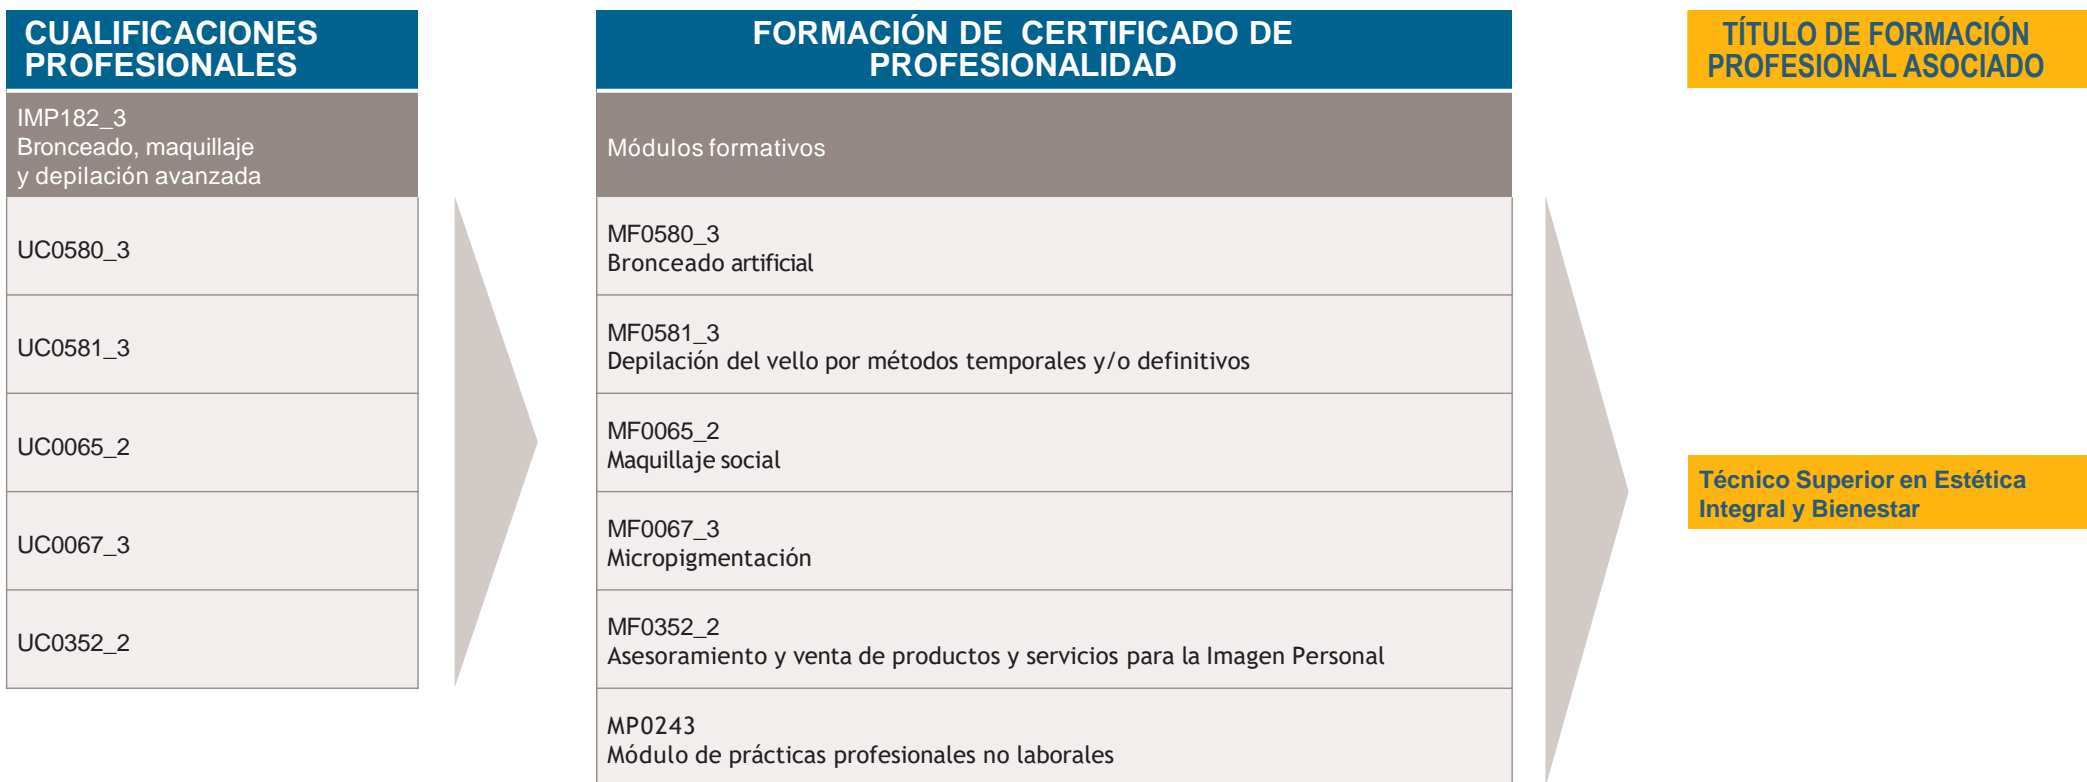 CUALIFICACIONES
PROFESIONALES
IMP182_3
Bronceado, maquillaje
y depilación avanzada
UC0580_3
UC0581_3
UC0065_2
UC0067_3
UC0352_2
FORMACIÓN DE CERTIFICADO DE
PROFESIONALIDAD
Módulos formativos
MF0580_3
Bronceado artificial
MF0581_3
Depilación del vello por métodos temporales y/o definitivos
MF0065_2
Maquillaje social
MF0067_3
Micropigmentación
MF0352_2
Asesoramiento y venta de productos y servicios para la Imagen Personal
MP0243
Módulo de prácticas profesionales no laborales
TÍTULO DE FORMACIÓN
PROFESIONAL ASOCIADO
Técnico Superior en Estética
Integral y Bienestar